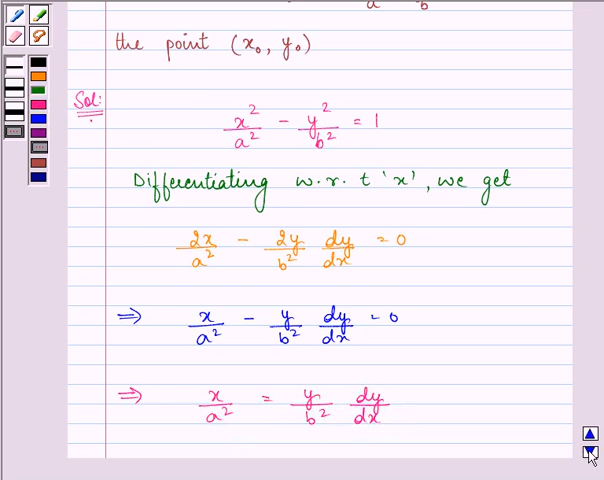 a b
the point (x₀, y₀)
Sol:
x²/a² - y²/b² = 1
Differentiating w.r.t 'x', we get
2x/a² - 2y/b² dy/dx = 0
⇒ x/a² - y/b² dy/dx = 0
⇒ x/a² = y/b² dy/dx